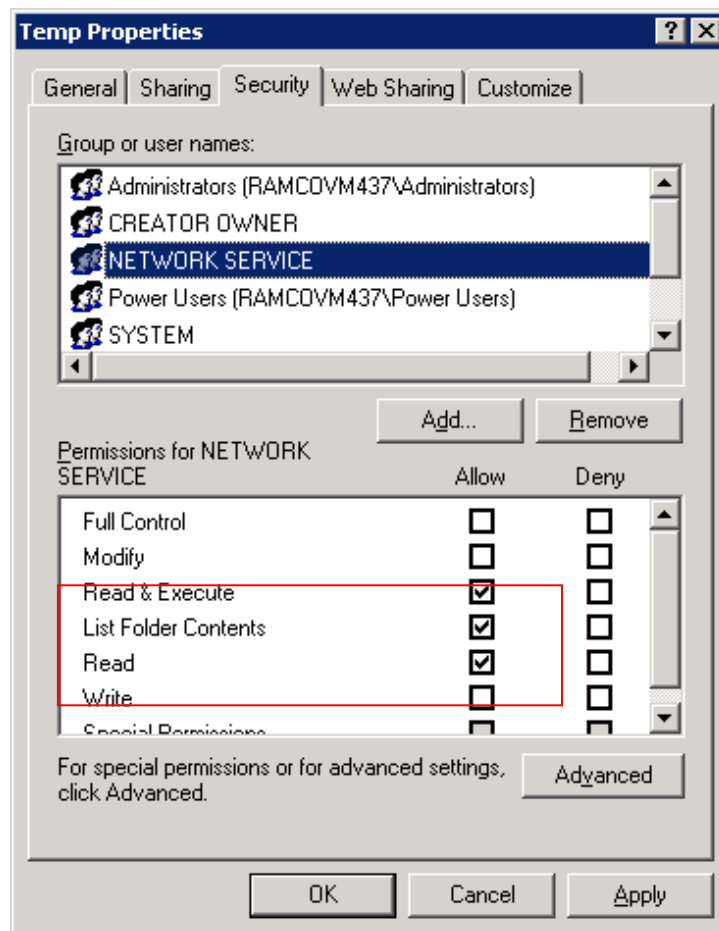 Temp Properties
General Sharing Security Web Sharing Customize
Group or user names:
Administrators (RAMCOVM437\Administrators)
CREATOR OWNER
NETWORK SERVICE
Power Users (RAMCOVM437\Power Users)
SYSTEM
Add... Remove
Permissions for NETWORK
SERVICE Allow Deny
Full Control
Modify
Read & Execute
List Folder Contents
Read
Write
Special Permissions
For special permissions or for advanced settings,
click Advanced.
Advanced
OK Cancel Apply